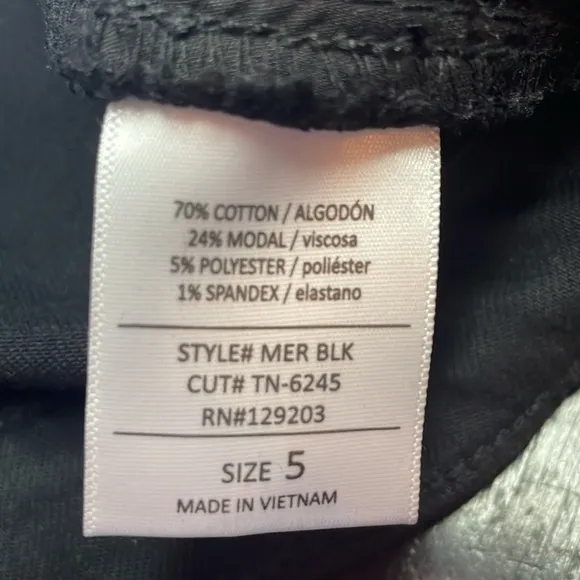 70% COTTON / ALGODÓN
24% MODAL / viscosa
5% POLYESTER / poliéster
1% SPANDEX / elastano
STYLE# MER BLK
CUT# TN-6245
RN#129203
SIZE 5
MADE IN VIETNAM